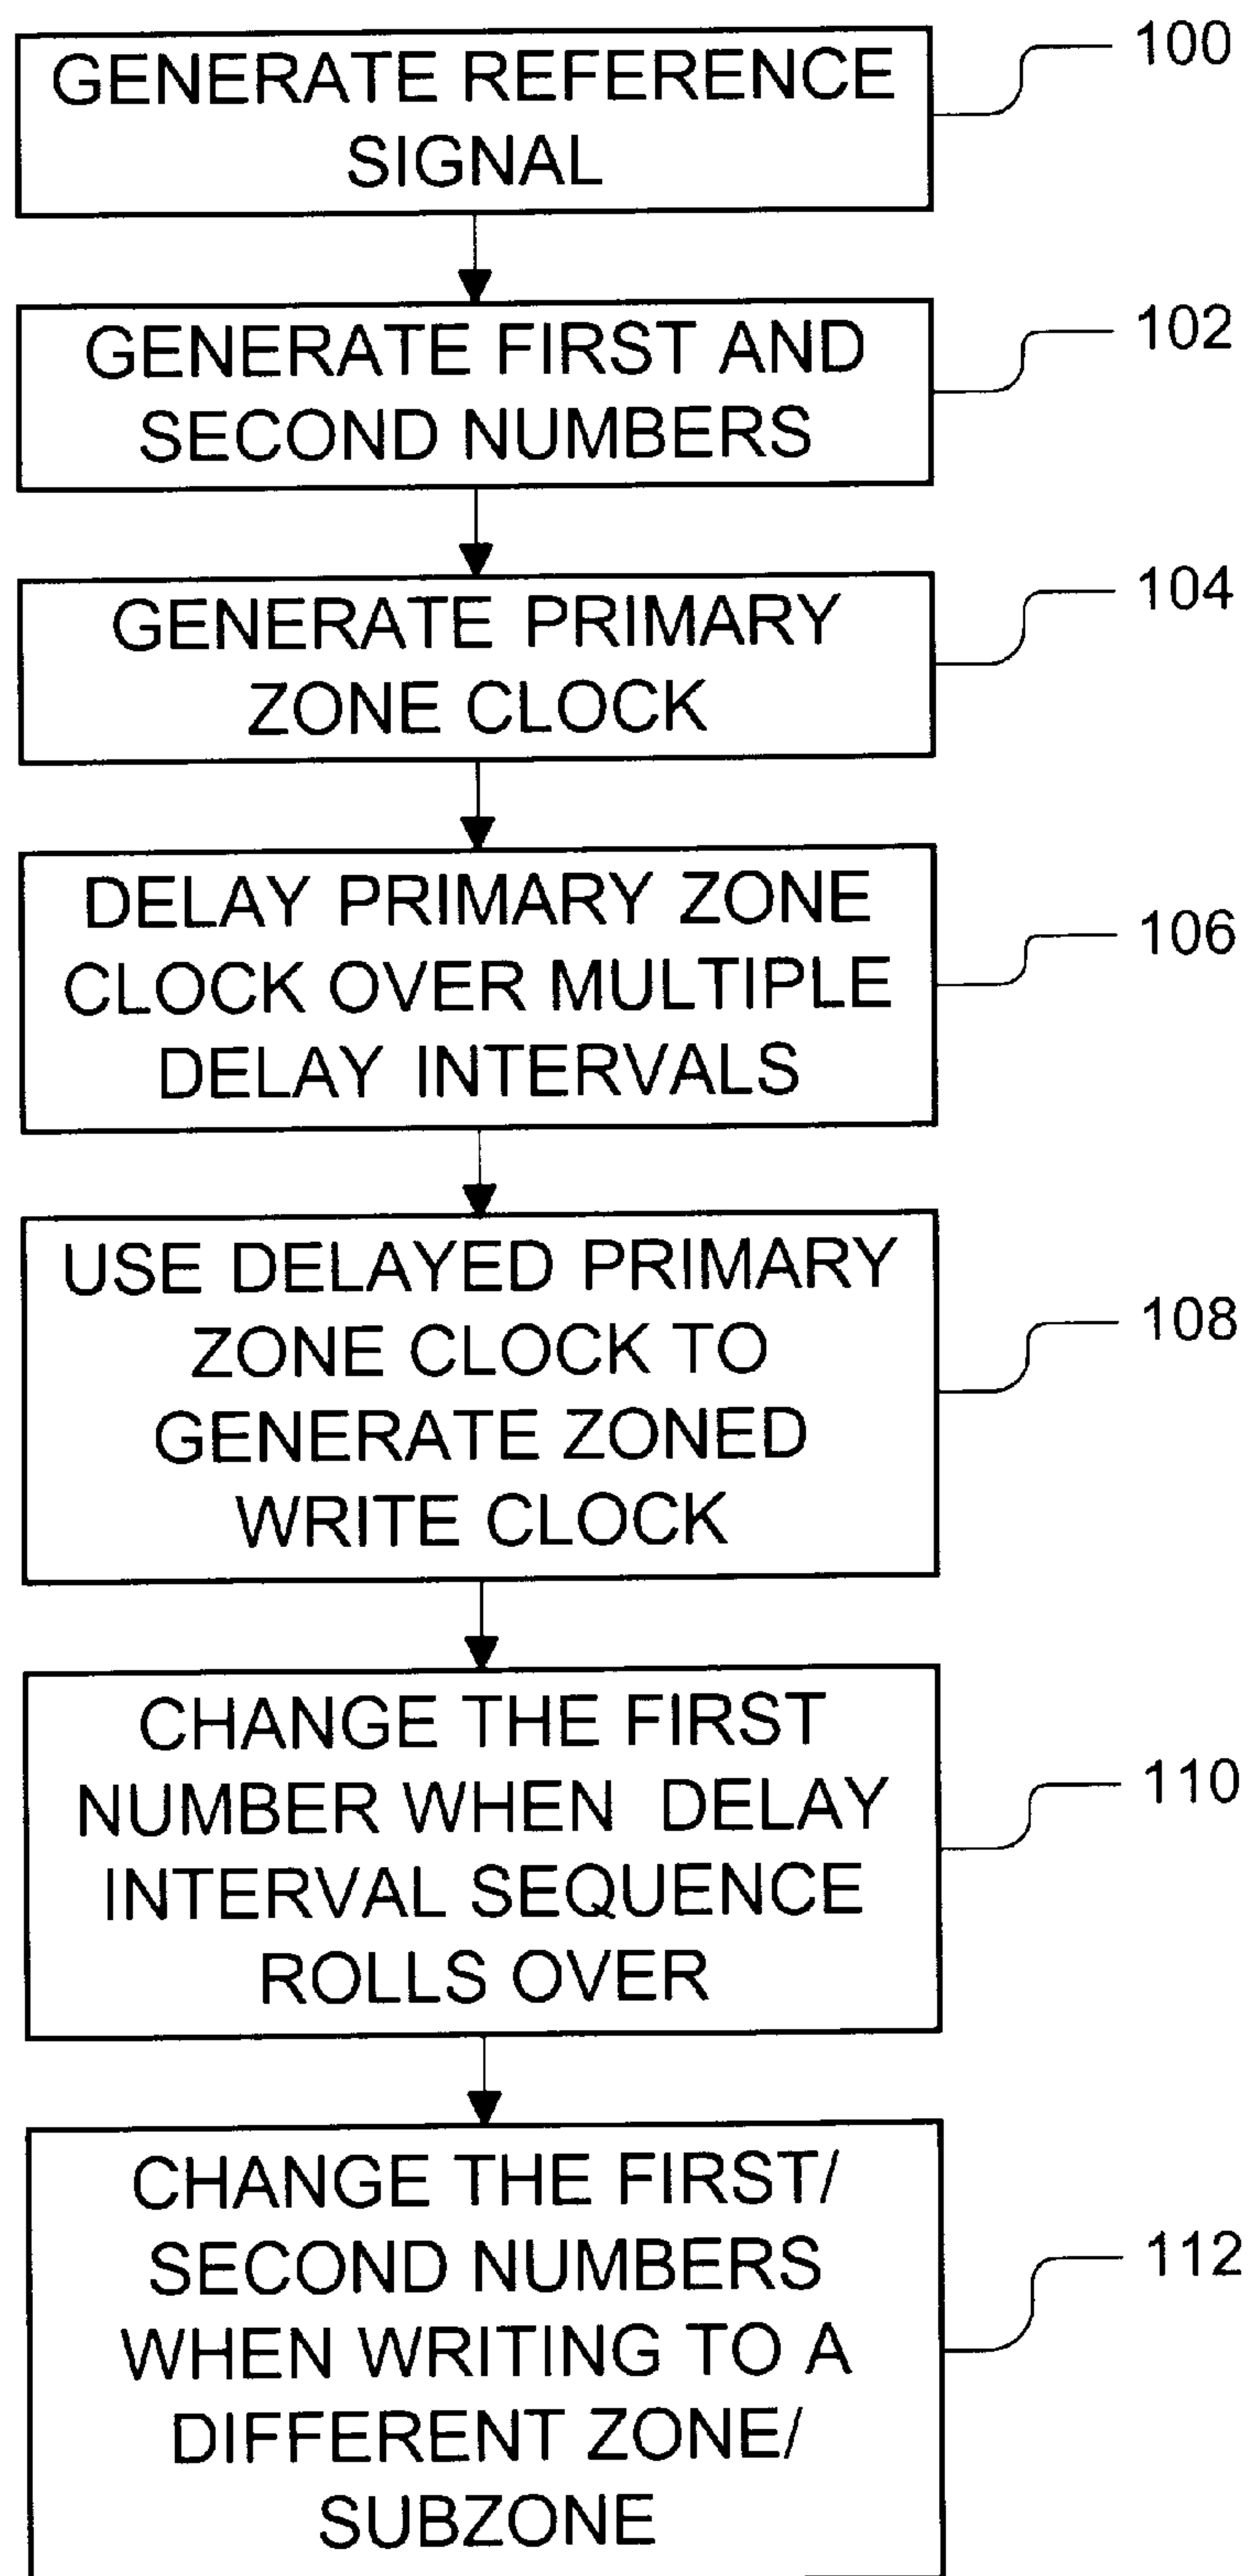 GENERATE REFERENCE
SIGNAL
100
GENERATE FIRST AND
SECOND NUMBERS
102
GENERATE PRIMARY
ZONE CLOCK
104
DELAY PRIMARY ZONE
CLOCK OVER MULTIPLE
DELAY INTERVALS
106
USE DELAYED PRIMARY
ZONE CLOCK TO
GENERATE ZONED
WRITE CLOCK
108
CHANGE THE FIRST
NUMBER WHEN DELAY
INTERVAL SEQUENCE
ROLLS OVER
110
CHANGE THE FIRST/
SECOND NUMBERS
WHEN WRITING TO A
DIFFERENT ZONE/
SUBZONE
112